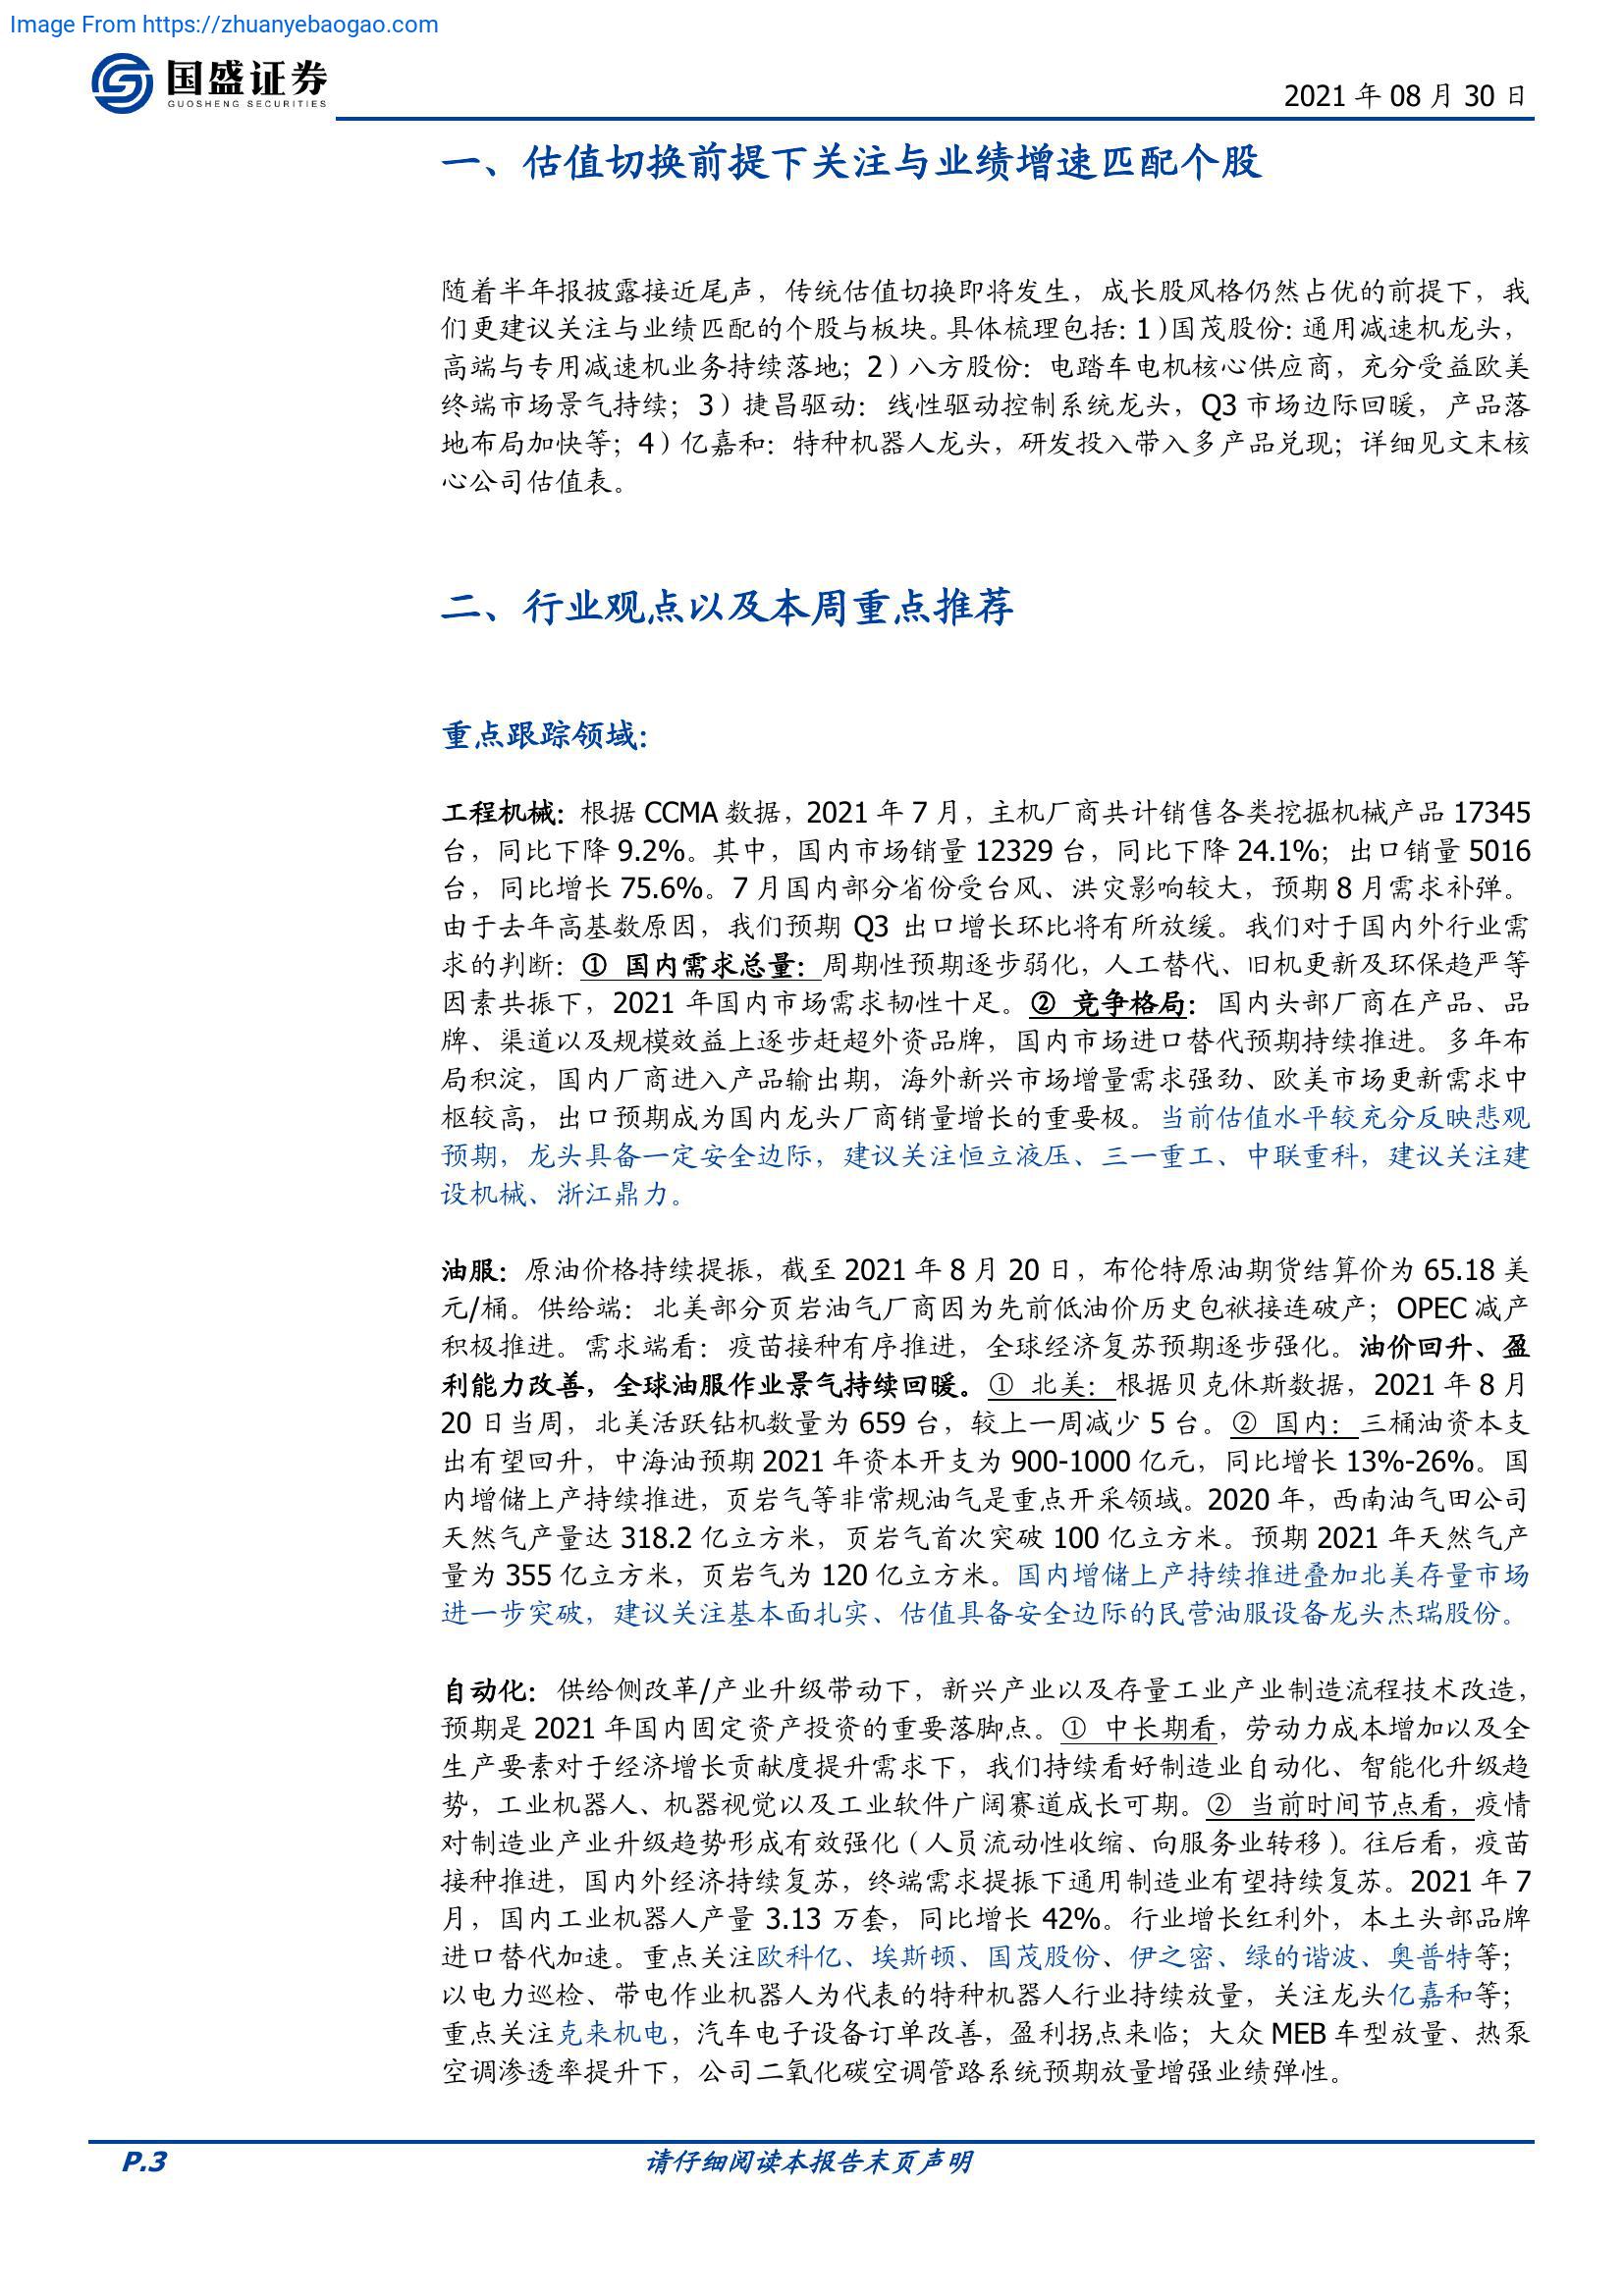 Image From https://zhuanyebaogao.com
国盛证券
GUOSHENG SECURITIES
2021 年 08 月 30 日
一、估值切换前提下关注与业绩增速匹配个股
随着半年报披露接近尾声，传统估值切换即将发生，成长股风格仍然占优的前提下，我
们更建议关注与业绩匹配的个股与板块。具体梳理包括：1）国茂股份：通用减速机龙头，
高端与专用减速机业务持续落地；2）八方股份：电踏车电机核心供应商，充分受益欧美
终端市场景气持续；3）捷昌驱动：线性驱动控制系统龙头，Q3 市场边际回暖，产品落
地布局加快等；4）亿嘉和：特种机器人龙头，研发投入带入多产品兑现；详细见文末核
心公司估值表。
二、行业观点以及本周重点推荐
重点跟踪领域：
工程机械：根据 CCMA 数据，2021 年 7 月，主机厂商共计销售各类挖掘机械产品 17345
台，同比下降 9.2%。其中，国内市场销量 12329 台，同比下降 24.1%；出口销量 5016
台，同比增长 75.6%。7 月国内部分省份受台风、洪灾影响较大，预期 8 月需求补弹。
由于去年高基数原因，我们预期 Q3 出口增长环比将有所放缓。我们对于国内外行业需
求的判断：① 国内需求总量：周期性预期逐步弱化，人工替代、旧机更新及环保趋严等
因素共振下，2021 年国内市场需求韧性十足。② 竞争格局：国内头部厂商在产品、品
牌、渠道以及规模效益上逐步赶超外资品牌，国内市场进口替代预期持续推进。多年布
局积淀，国内厂商进入产品输出期，海外新兴市场增量需求强劲、欧美市场更新需求中
枢较高，出口预期成为国内龙头厂商销量增长的重要极。当前估值水平较充分反映悲观
预期，龙头具备一定安全边际，建议关注恒立液压、三一重工、中联重科，建议关注建
设机械、浙江鼎力。
油服：原油价格持续提振，截至 2021 年 8 月 20 日，布伦特原油期货结算价为 65.18 美
元/桶。供给端：北美部分页岩油气厂商因为先前低油价历史包袱接连破产；OPEC 减产
积极推进。需求端看：疫苗接种有序推进，全球经济复苏预期逐步强化。油价回升、盈
利能力改善，全球油服作业景气持续回暖。① 北美：根据贝克休斯数据，2021 年 8 月
20 日当周，北美活跃钻机数量为 659 台，较上一周减少 5 台。② 国内：三桶油资本支
出有望回升，中海油预期 2021 年资本开支为 900-1000 亿元，同比增长 13%-26%。国
内增储上产持续推进，页岩气等非常规油气是重点开采领域。2020 年，西南油气田公司
天然气产量达 318.2 亿立方米，页岩气首次突破 100 亿立方米。预期 2021 年天然气产
量为 355 亿立方米，页岩气为 120 亿立方米。国内增储上产持续推进叠加北美存量市场
进一步突破，建议关注基本面扎实、估值具备安全边际的民营油服设备龙头杰瑞股份。
自动化：供给侧改革/产业升级带动下，新兴产业以及存量工业产业制造流程技术改造，
预期是 2021 年国内固定资产投资的重要落脚点。① 中长期看，劳动力成本增加以及全
生产要素对于经济增长贡献度提升需求下，我们持续看好制造业自动化、智能化升级趋
势，工业机器人、机器视觉以及工业软件广阔赛道成长可期。② 当前时间节点看，疫情
对制造业产业升级趋势形成有效强化（人员流动性收缩、向服务业转移）。往后看，疫苗
接种推进，国内外经济持续复苏，终端需求提振下通用制造业有望持续复苏。2021 年 7
月，国内工业机器人产量 3.13 万套，同比增长 42%。行业增长红利外，本土头部品牌
进口替代加速。重点关注欧科亿、埃斯顿、国茂股份、伊之密、绿的谐波、奥普特等；
以电力巡检、带电作业机器人为代表的特种机器人行业持续放量，关注龙头亿嘉和等；
重点关注克来机电，汽车电子设备订单改善，盈利拐点来临；大众 MEB 车型放量、热泵
空调渗透率提升下，公司二氧化碳空调管路系统预期放量增强业绩弹性。
P.3
请仔细阅读本报告末页声明